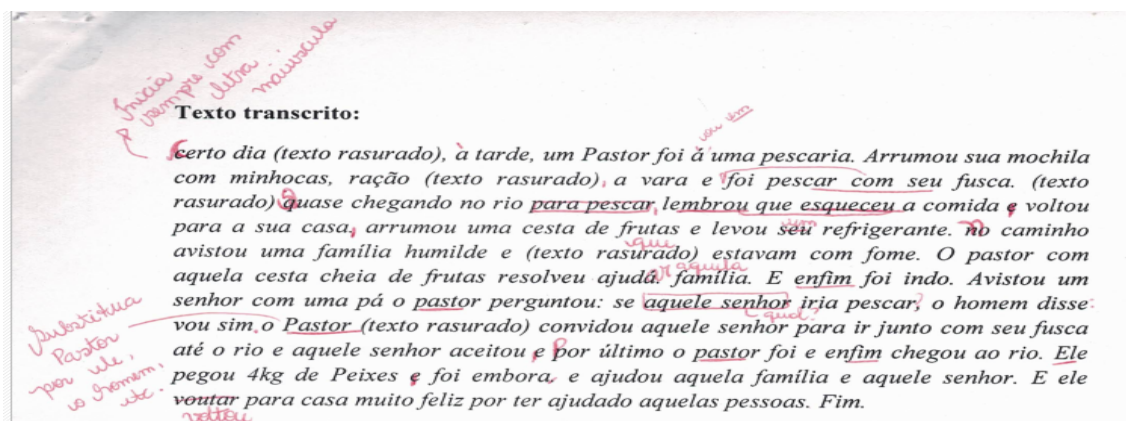 Inicia
sempre com
letra
maiúscula
Texto transcrito:
ou em
certo dia (texto rasurado), à tarde, um Pastor foi á uma pescaria. Arrumou sua mochila
com minhocas, ração (texto rasurado), a vara e foi pescar com seu fusca. (texto
rasurado) quase chegando no rio para pescar, lembrou que esqueceu a comida e voltou
para a sua casa, arrumou uma cesta de frutas e levou seu refrigerante. no caminho
um
que
avistou uma família humilde e (texto rasurado) estavam com fome. O pastor com
ar aquela
aquela cesta cheia de frutas resolveu ajuda. família. E enfim foi indo. Avistou um
senhor com uma pá o pastor perguntou: se aquele senhor iria pescar? o homem disse:
qual?
vou sim. o Pastor (texto rasurado) convidou aquele senhor para ir junto com seu fusca
até o rio e aquele senhor aceitou, e por último o pastor foi e enfim chegou ao rio. Ele
pegou 4kg de Peixes e foi embora e ajudou aquela família e aquele senhor. E ele
voutar para casa muito feliz por ter ajudado aquelas pessoas. Fim.
voltou
Substitua
Pastor
por ele,
o homem,
etc.